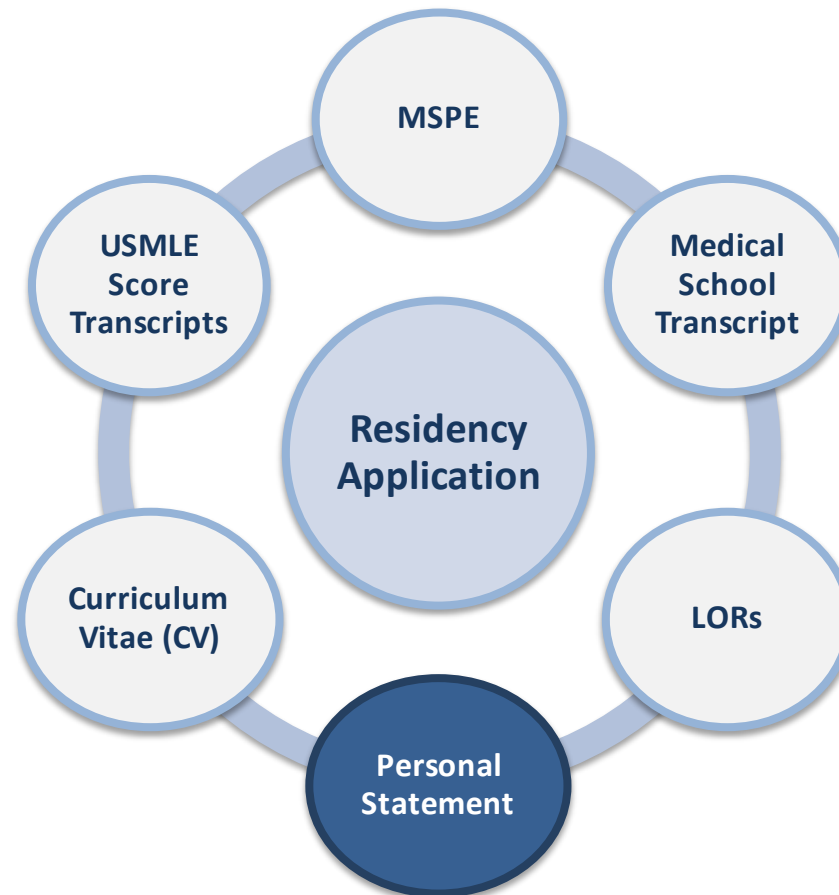 MSPE
USMLE
Score
Transcripts
Medical
School
Transcript
Residency
Application
Curriculum
Vitae (CV)
LORs
Personal
Statement